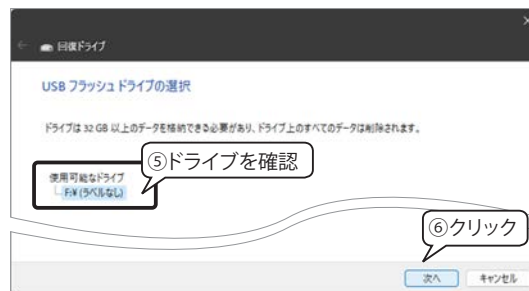 回復ドライブ
USB フラッシュドライブの選択
ドライブは 32 GB 以上のデータを格納できる必要があり、ドライブ上のすべてのデータは削除されます。
⑤ドライブを確認
使用可能なドライブ
F:¥ (ラベルなし)
⑥クリック
次へ
キャンセル